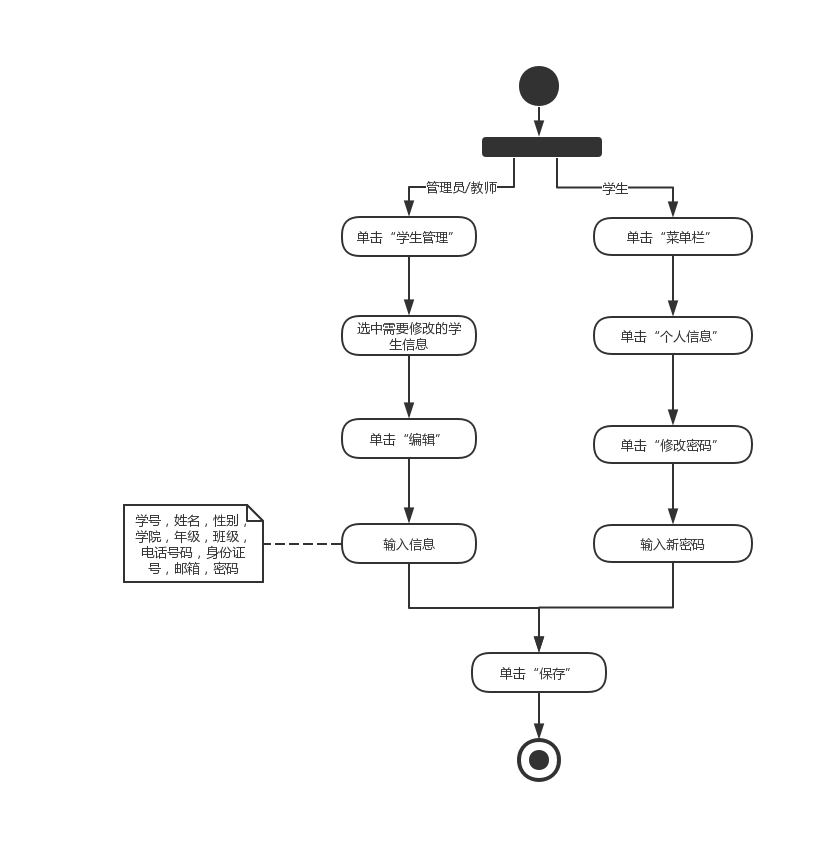 管理员/教师
学生
单击“学生管理”
单击“菜单栏”
选中需要修改的学
生信息
单击“个人信息”
单击“编辑”
单击“修改密码”
学号，姓名，性别，
学院，年级，班级，
电话号码，身份证
号，邮箱，密码
输入信息
输入新密码
单击“保存”